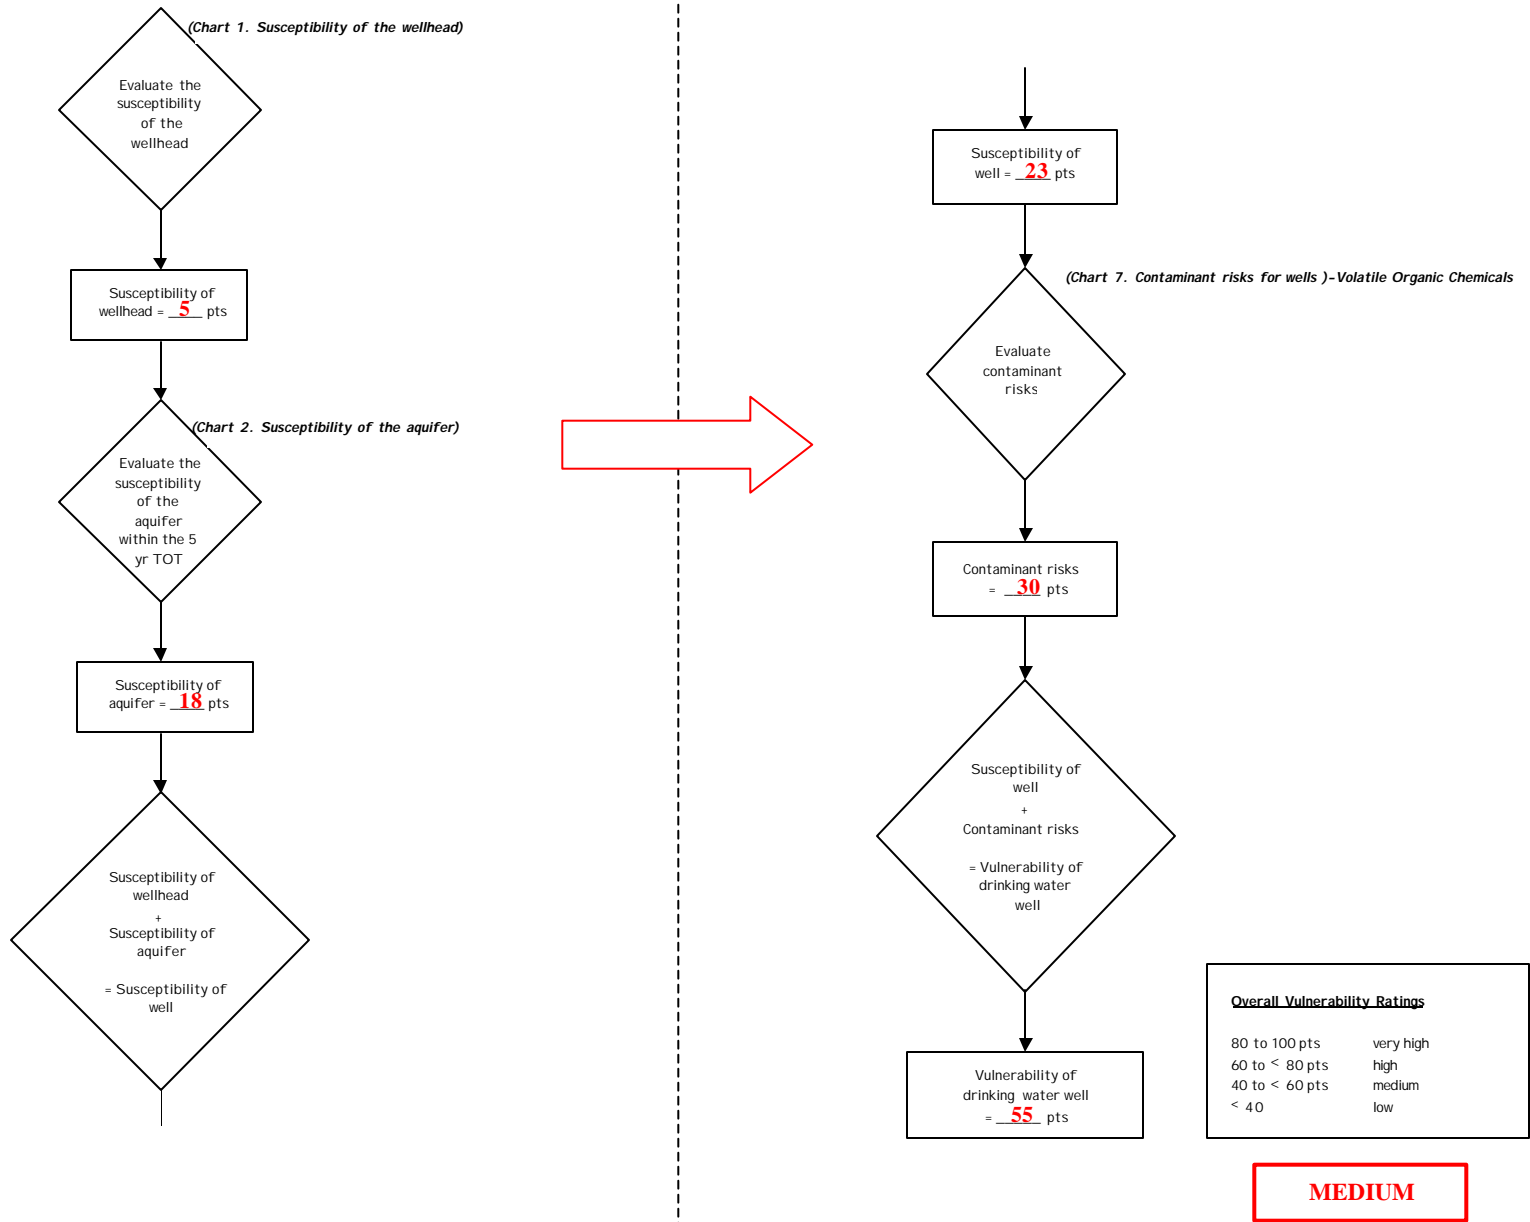 (Chart 1. Susceptibility of the wellhead)
Evaluate the
susceptibility
of the
wellhead
Susceptibility of
wellhead = 5 pts
(Chart 2. Susceptibility of the aquifer)
Evaluate the
susceptibility
of the
aquifer
within the 5
yr TOT
Susceptibility of
aquifer = 18 pts
Susceptibility of
wellhead
+
Susceptibility of
aquifer
= Susceptibility of
well
Susceptibility of
well = 23 pts
(Chart 7. Contaminant risks for wells )–Volatile Organic Chemicals
Evaluate
contaminant
risks
Contaminant risks
= 30 pts
Susceptibility of
well
+
Contaminant risks
= Vulnerability of
drinking water
well
Vulnerability of
drinking water well
= 55 pts
Overall Vulnerability Ratings
80 to 100 pts very high
60 to < 80 pts high
40 to < 60 pts medium
< 40 low
MEDIUM